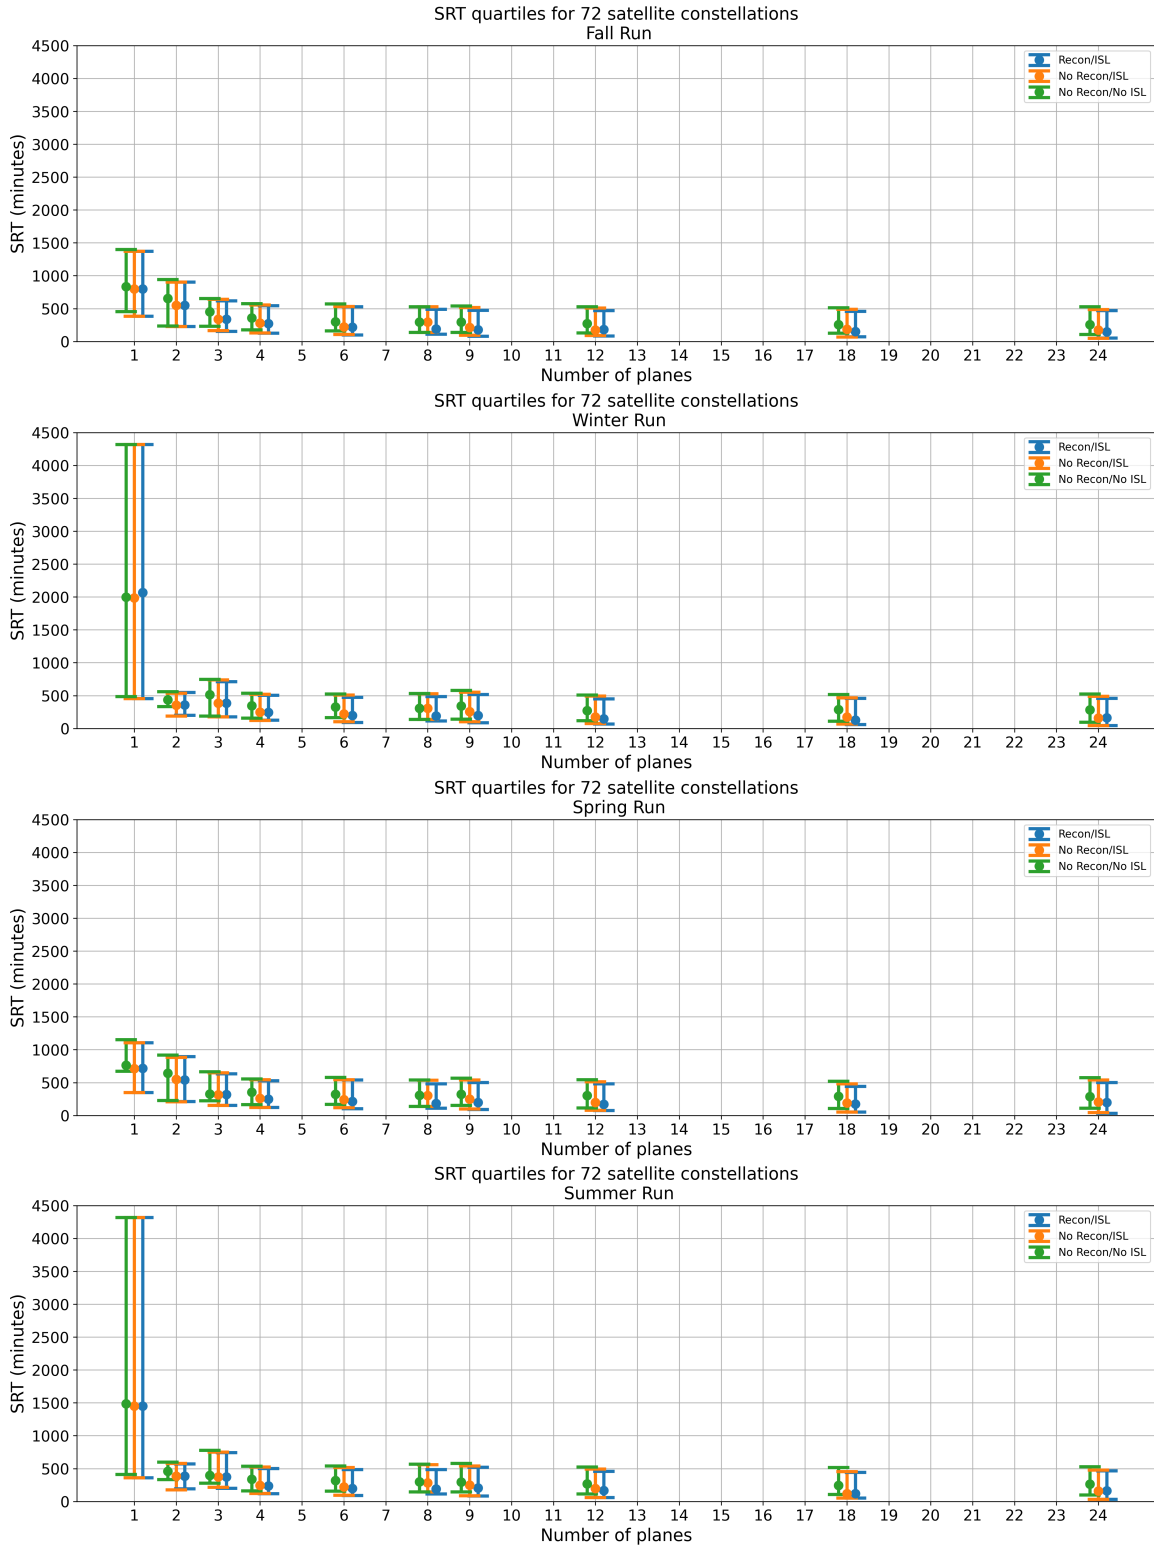 SRT quartiles for 72 satellite constellations
Fall Run
4500
4000
3500
3000
2500
2000
1500
1000
500
0
SRT (minutes)
Recon/ISL
No Recon/ISL
No Recon/No ISL
1 2 3 4 5 6 7 8 9 10 11 12 13 14 15 16 17 18 19 20 21 22 23 24
Number of planes
SRT quartiles for 72 satellite constellations
Winter Run
4500
4000
3500
3000
2500
2000
1500
1000
500
0
SRT (minutes)
Recon/ISL
No Recon/ISL
No Recon/No ISL
1 2 3 4 5 6 7 8 9 10 11 12 13 14 15 16 17 18 19 20 21 22 23 24
Number of planes
SRT quartiles for 72 satellite constellations
Spring Run
4500
4000
3500
3000
2500
2000
1500
1000
500
0
SRT (minutes)
Recon/ISL
No Recon/ISL
No Recon/No ISL
1 2 3 4 5 6 7 8 9 10 11 12 13 14 15 16 17 18 19 20 21 22 23 24
Number of planes
SRT quartiles for 72 satellite constellations
Summer Run
4500
4000
3500
3000
2500
2000
1500
1000
500
0
SRT (minutes)
Recon/ISL
No Recon/ISL
No Recon/No ISL
1 2 3 4 5 6 7 8 9 10 11 12 13 14 15 16 17 18 19 20 21 22 23 24
Number of planes